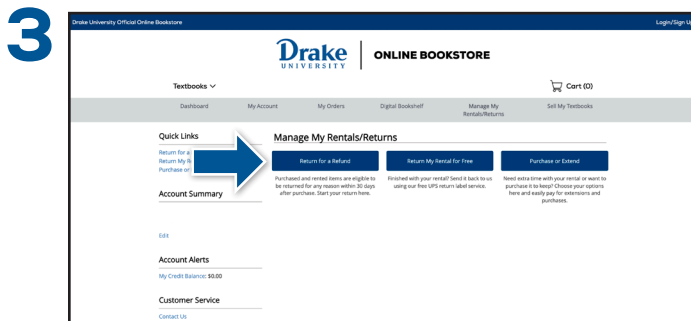 3
Drake University Official Online Bookstore
Login/Sign Up
Drake
UNIVERSITY
ONLINE BOOKSTORE
Textbooks
Cart (0)
Dashboard
My Account
My Orders
Digital Bookshelf
Manage My
Rentals/Returns
Sell My Textbooks
Quick Links
Return for a
Return My
Purchase or
Account Summary
Edit
Account Alerts
My Credit Balance: $0.00
Customer Service
Contact Us
Manage My Rentals/Returns
Return for a Refund
Purchased and rented items are eligible to
be returned for any reason within 30 days
after purchase. Start your return here.
Return My Rental for Free
Finished with your rental? Send it back to us
using our free UPS return label service.
Purchase or Extend
Need extra time with your rental or want to
purchase it to keep? Choose your options
here and easily pay for extensions and
purchases.